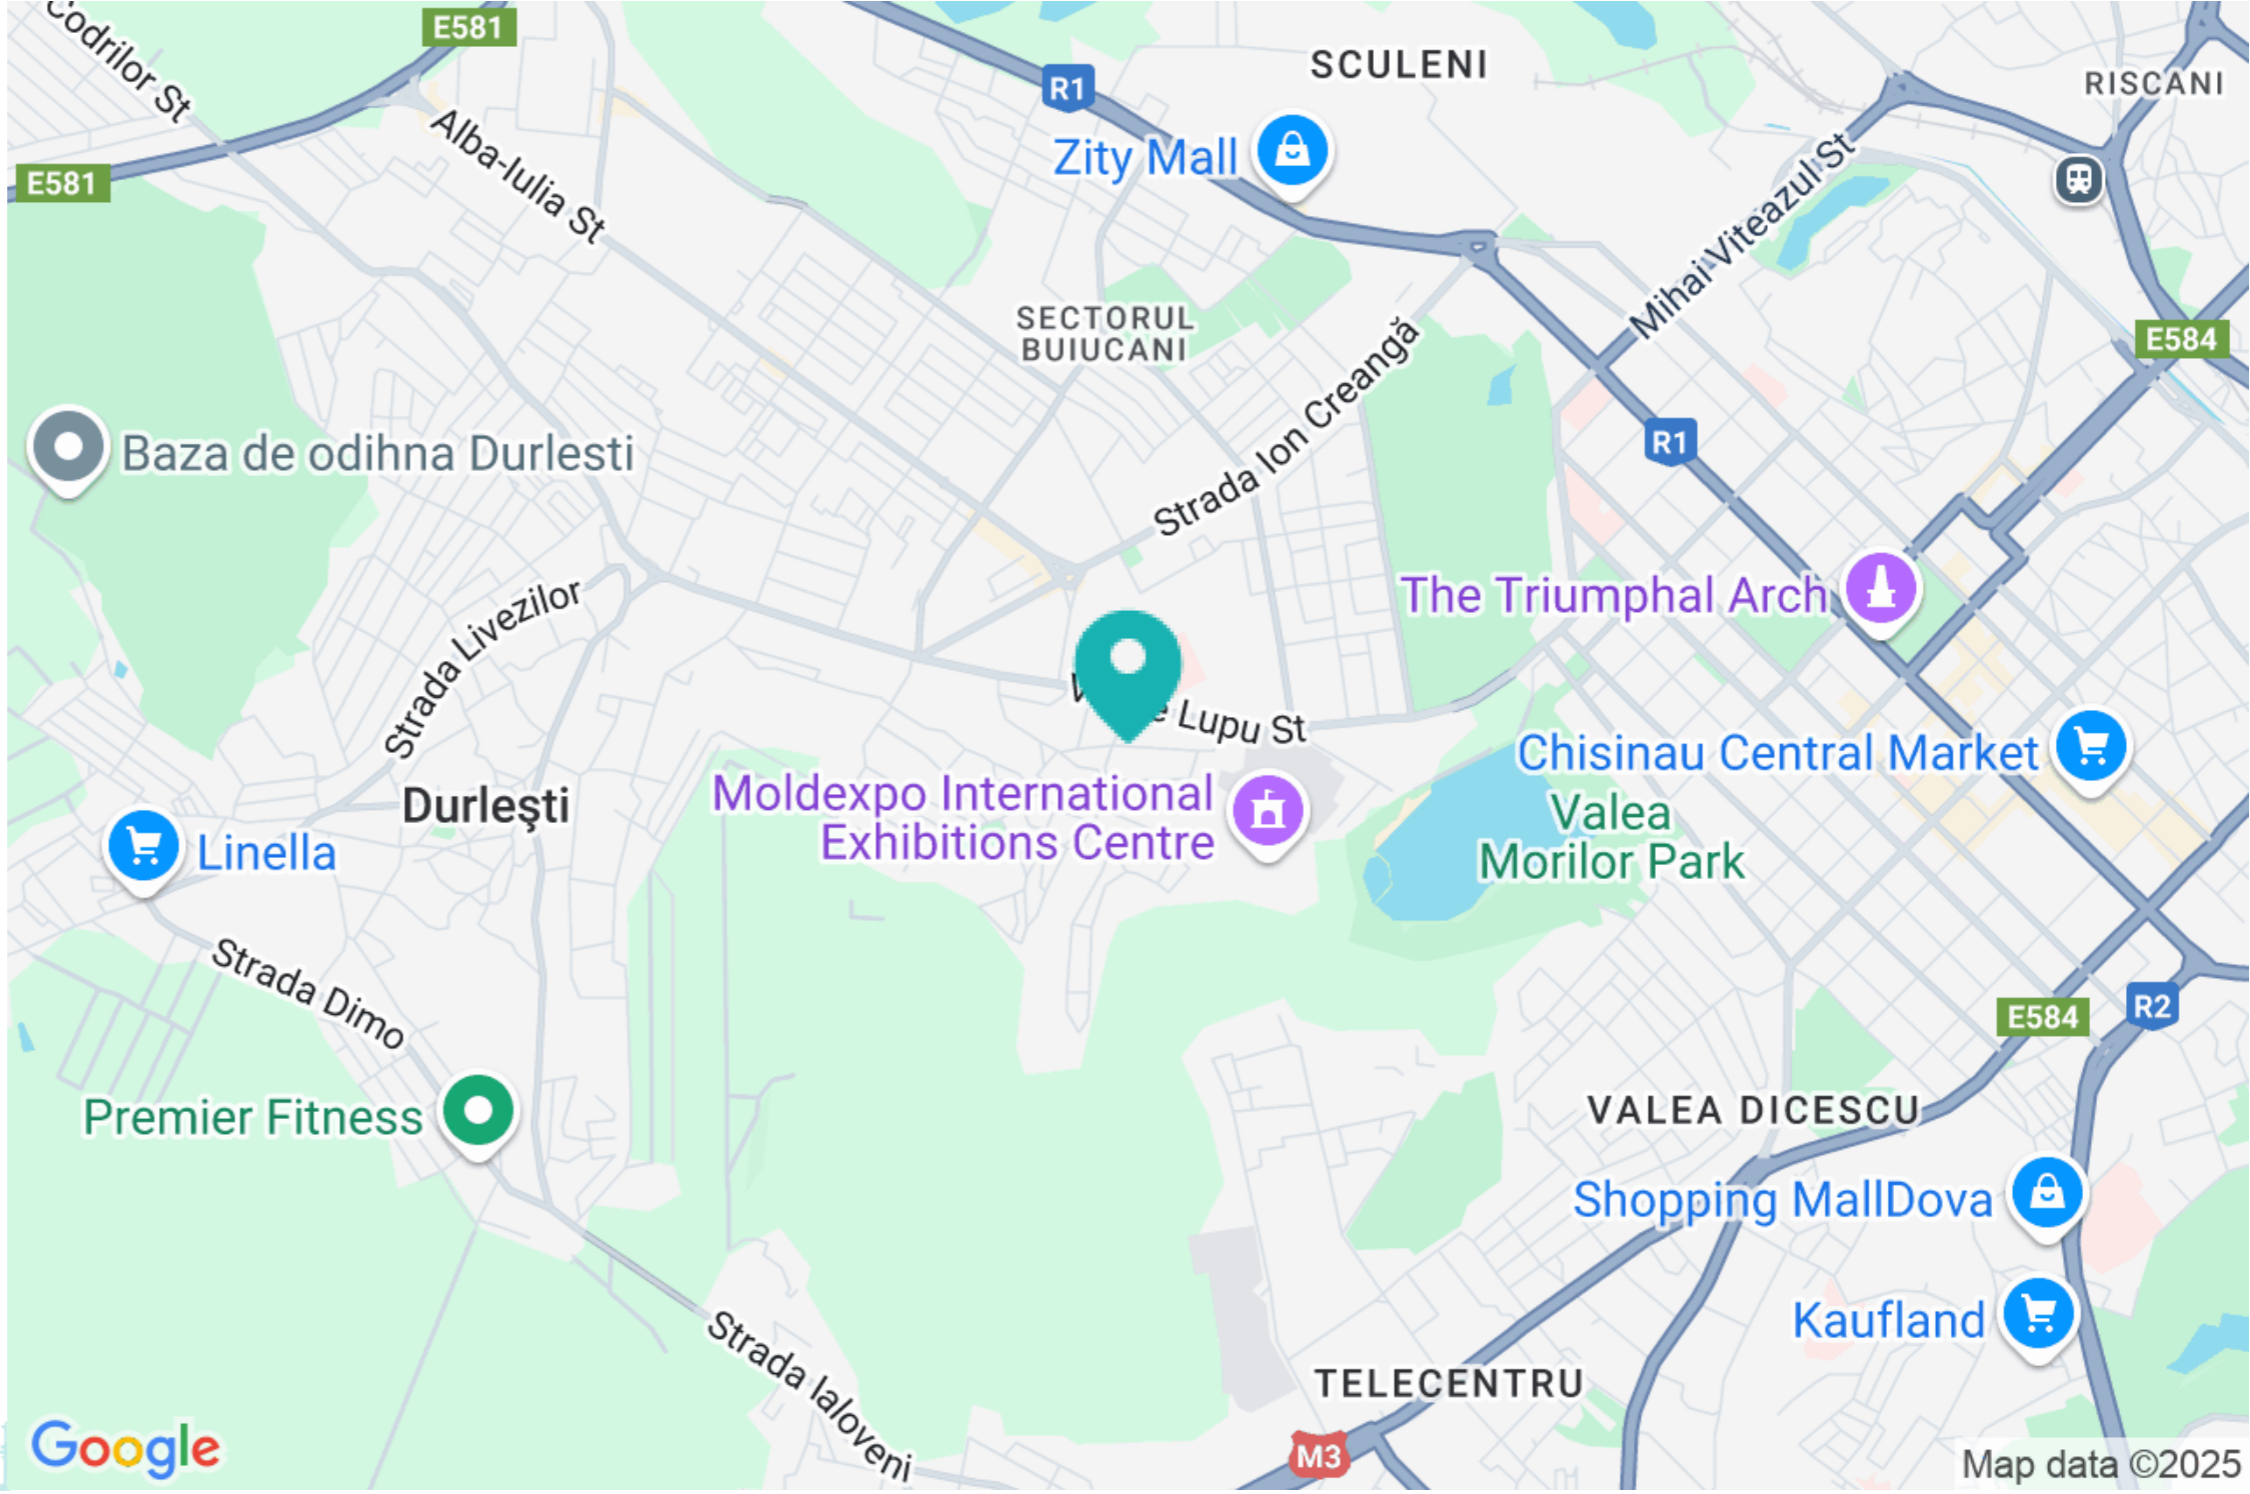 Codrilor St
E581
R1
SCULENI
RISCANI
Alba-Iulia St
Zity Mall
E581
Mihai Viteazul St
SECTORUL
BUIUCANI
E584
Strada Ion Creangă
R1
Baza de odihna Durlesti
The Triumphal Arch
Strada Livezilor
Lupu St
Chisinau Central Market
Moldexpo International
Exhibitions Centre
Durleşti
Valea
Morilor Park
Linella
Strada Dimo
E584
R2
Premier Fitness
VALEA DICESCU
Shopping MallDova
Kaufland
Strada Ialoveni
TELECENTRU
M3
Google
Map data ©2025